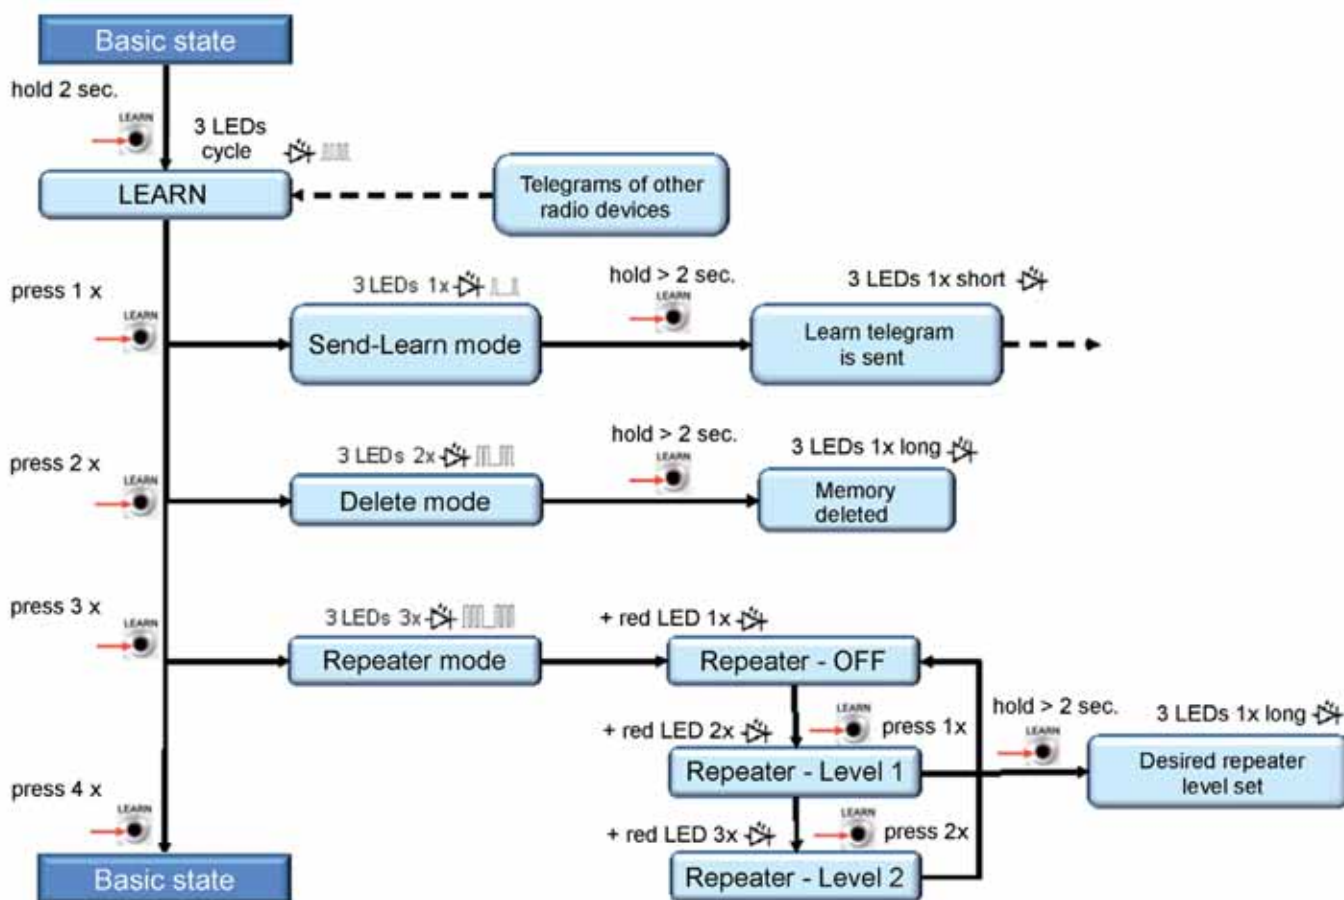 Basic state
hold 2 sec.
LEARN
3 LEDs
cycle
LEARN
Telegrams of other
radio devices
press 1 x
LEARN
3 LEDs 1x
Send-Learn mode
hold > 2 sec.
LEARN
3 LEDs 1x short
Learn telegram
is sent
press 2 x
LEARN
3 LEDs 2x
Delete mode
hold > 2 sec.
LEARN
3 LEDs 1x long
Memory
deleted
press 3 x
LEARN
3 LEDs 3x
Repeater mode
+ red LED 1x
Repeater - OFF
LEARN
press 1x
+ red LED 2x
Repeater - Level 1
hold > 2 sec.
LEARN
3 LEDs 1x long
Desired repeater
level set
LEARN
press 2x
+ red LED 3x
Repeater - Level 2
press 4 x
LEARN
Basic state